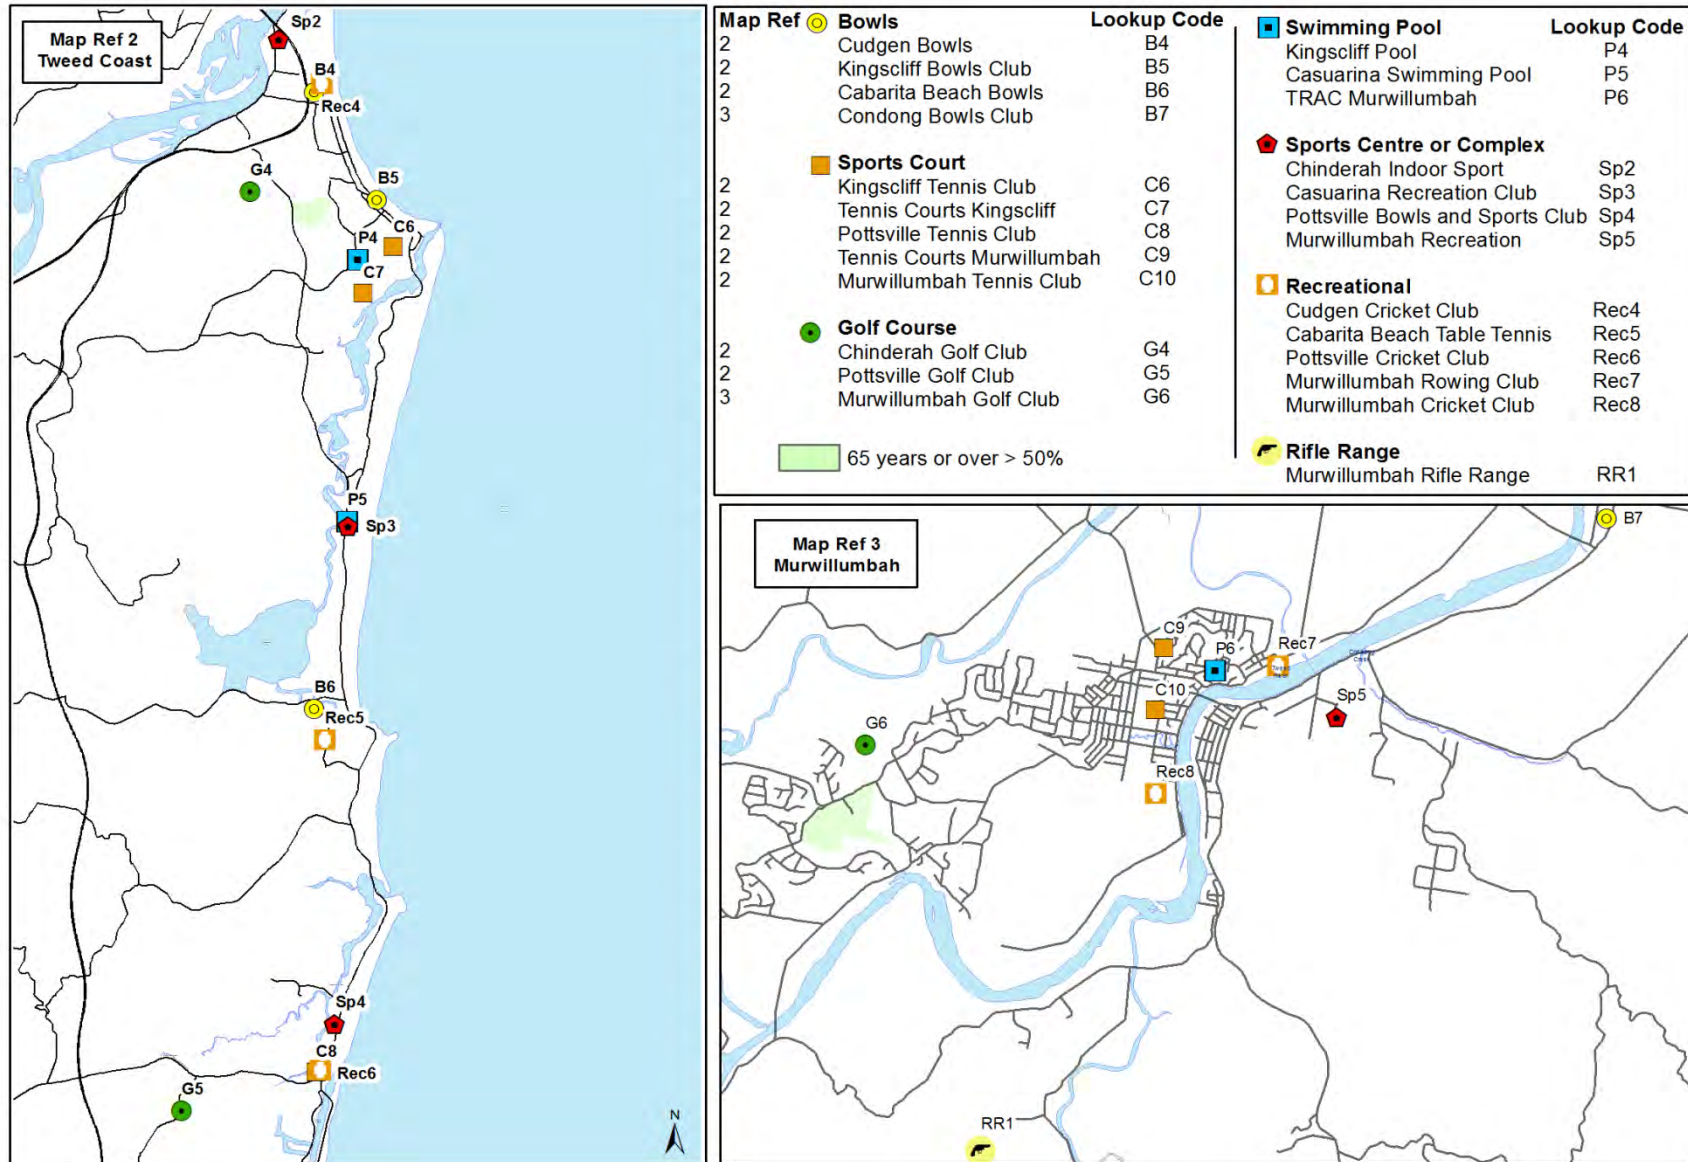 Map Ref 2
Tweed Coast
Sp2
B4
Rec4
G4
B5
C6
P4
C7
P5
Sp3
B6
Rec5
Sp4
C8
Rec6
G5
N
Map Ref Bowls Lookup Code
2 Cudgen Bowls B4
2 Kingscliff Bowls Club B5
2 Cabarita Beach Bowls B6
3 Condong Bowls Club B7
Sports Court
2 Kingscliff Tennis Club C6
2 Tennis Courts Kingscliff C7
2 Pottsville Tennis Club C8
2 Tennis Courts Murwillumbah C9
2 Murwillumbah Tennis Club C10
Golf Course
2 Chinderah Golf Club G4
2 Pottsville Golf Club G5
3 Murwillumbah Golf Club G6
65 years or over > 50%
Swimming Pool Lookup Code
Kingscliff Pool P4
Casuarina Swimming Pool P5
TRAC Murwillumbah P6
Sports Centre or Complex
Chinderah Indoor Sport Sp2
Casuarina Recreation Club Sp3
Pottsville Bowls and Sports Club Sp4
Murwillumbah Recreation Sp5
Recreational
Cudgen Cricket Club Rec4
Cabarita Beach Table Tennis Rec5
Pottsville Cricket Club Rec6
Murwillumbah Rowing Club Rec7
Murwillumbah Cricket Club Rec8
Rifle Range
Murwillumbah Rifle Range RR1
Map Ref 3
Murwillumbah
B7
C9
P6
Rec7
C10
Sp5
G6
Rec8
RR1